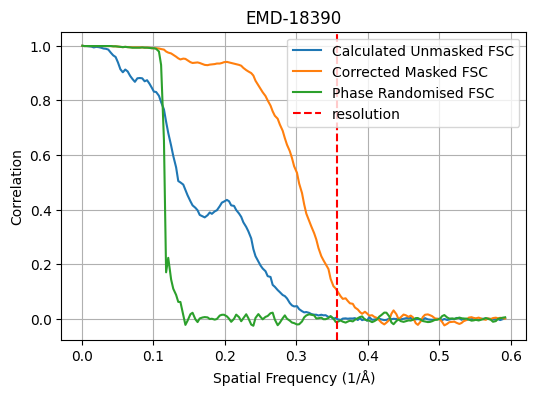 EMD-18390
Calculated Unmasked FSC
Corrected Masked FSC
Phase Randomised FSC
resolution
Correlation
1.0
0.8
0.6
0.4
0.2
0.0
0.0 0.1 0.2 0.3 0.4 0.5 0.6
Spatial Frequency (1/Å)